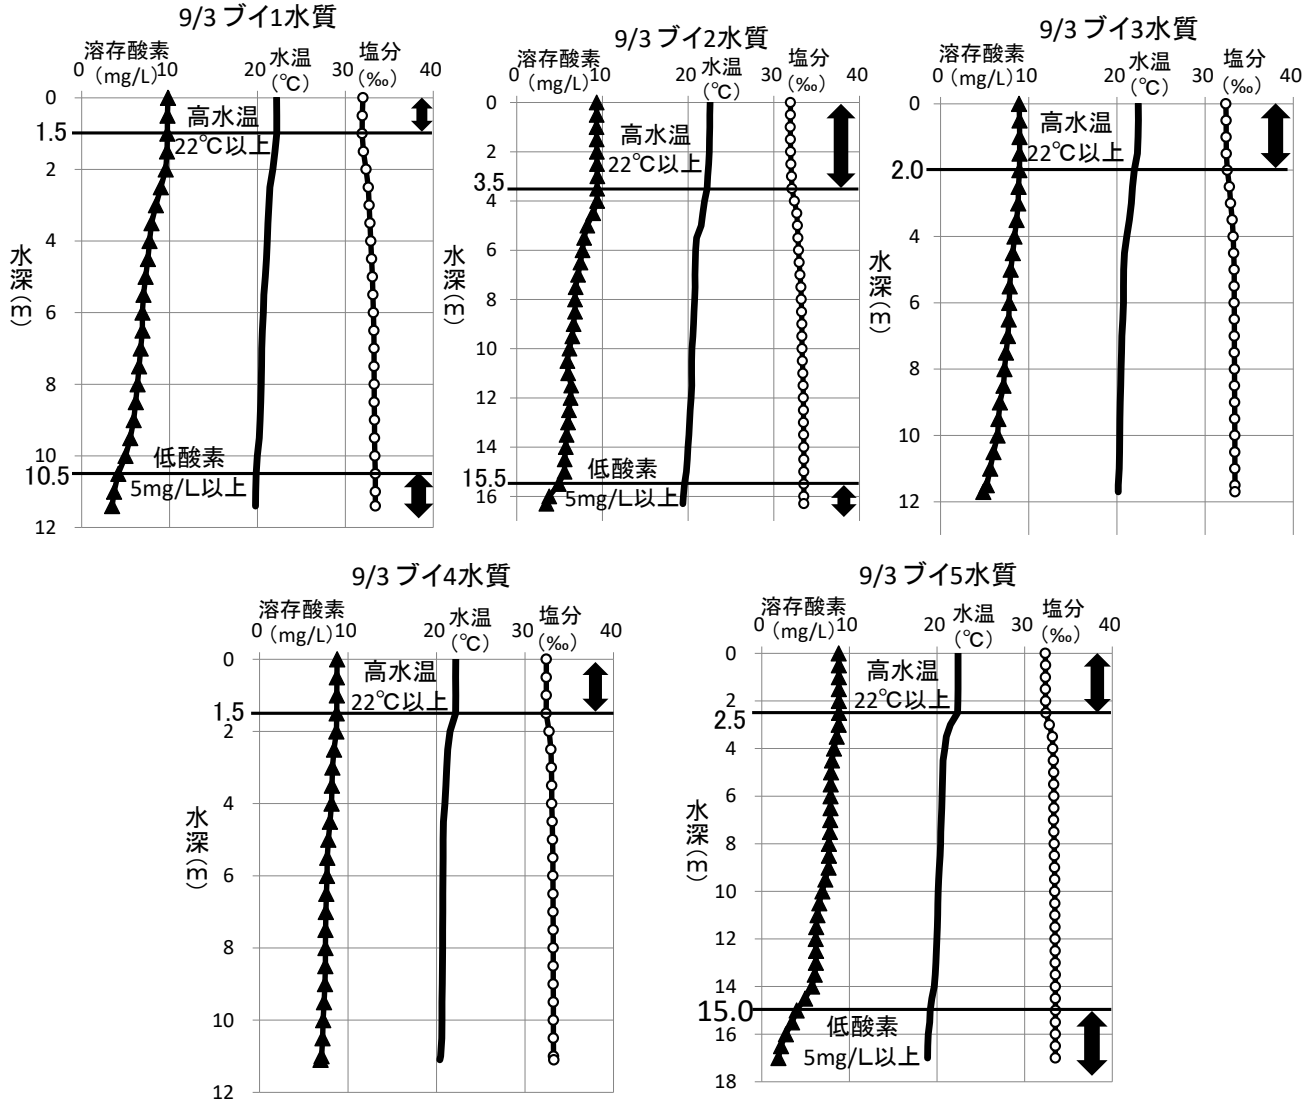 9/3 ブイ1水質
溶存酸素 水温 塩分
(mg/L) (℃) (‰)
0 10 20 30 40
0
高水温
1.5
22℃以上
2
4
水深(m)
6
8
10
低酸素
10.5
5mg/L以上
12
9/3 ブイ2水質
溶存酸素 水温 塩分
(mg/L) (℃) (‰)
0 10 20 30 40
0
高水温
2
22℃以上
3.5
4
6
水深(m)
8
10
12
14
低酸素
15.5
5mg/L以上
16
9/3 ブイ3水質
溶存酸素 水温 塩分
(mg/L) (℃) (‰)
0 10 20 30 40
0
高水温
22℃以上
2.0
4
水深(m)
6
8
10
12
9/3 ブイ4水質
溶存酸素 水温 塩分
(mg/L) (℃) (‰)
0 10 20 30 40
0
高水温
22℃以上
1.5
2
4
水深(m)
6
8
10
12
9/3 ブイ5水質
溶存酸素 水温 塩分
(mg/L) (℃) (‰)
0 10 20 30 40
0
高水温
22℃以上
2
2.5
4
6
水深(m)
8
10
12
14
15.0
低酸素
16
5mg/L以上
18